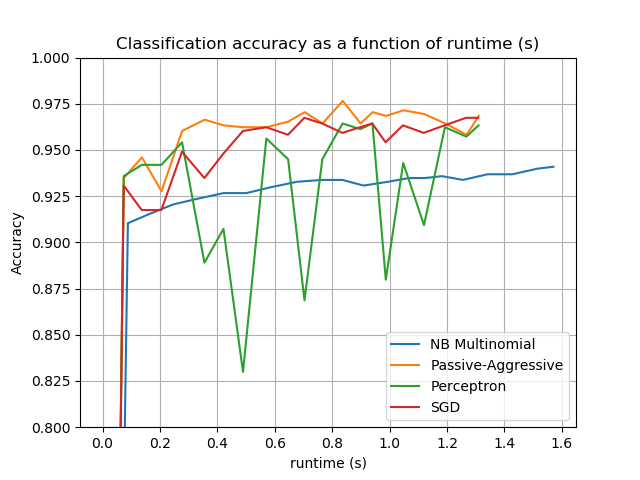 Classification accuracy as a function of runtime (s)
1.000
0.975
0.950
0.925
0.900
0.875
0.850
0.825
0.800
Accuracy
NB Multinomial
Passive-Aggressive
Perceptron
SGD
0.0 0.2 0.4 0.6 0.8 1.0 1.2 1.4 1.6
runtime (s)